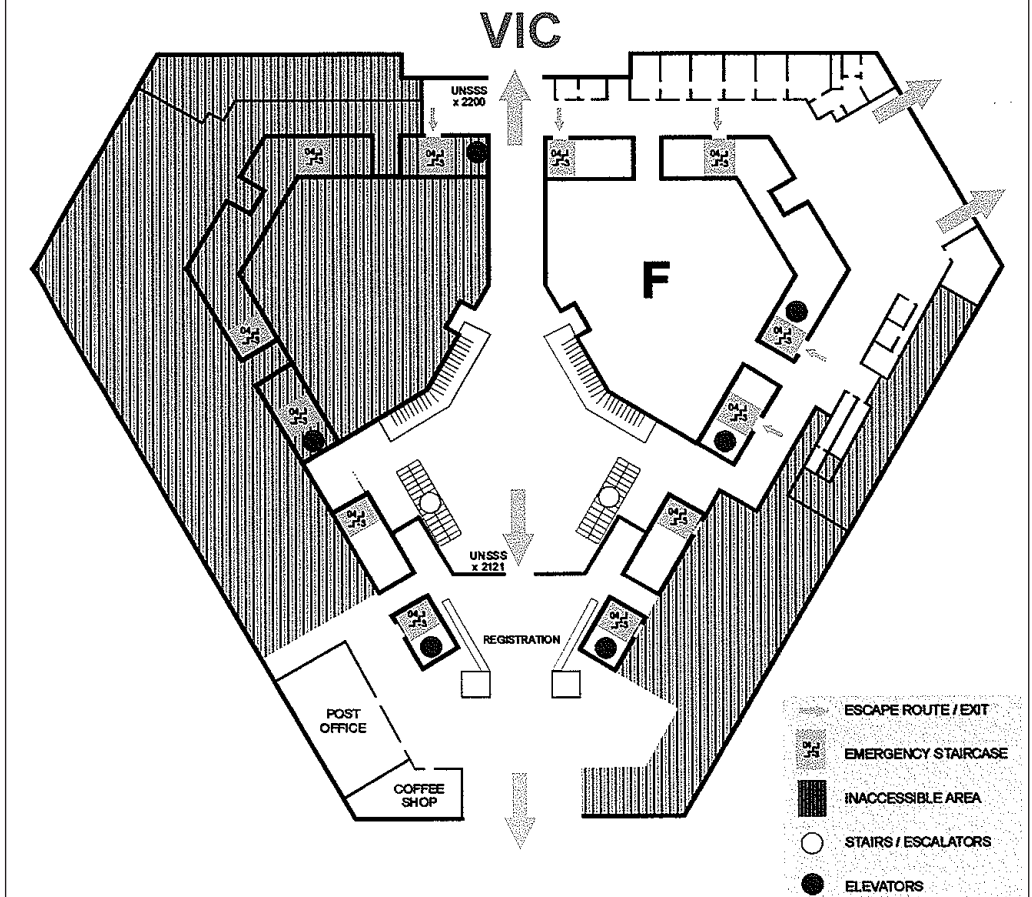 VIC
UNSSS
x 2200
F
UNSSS
x 2121
REGISTRATION
POST
OFFICE
COFFEE
SHOP
ESCAPE ROUTE / EXIT
EMERGENCY STAIRCASE
INACCESSIBLE AREA
STAIRS / ESCALATORS
ELEVATORS